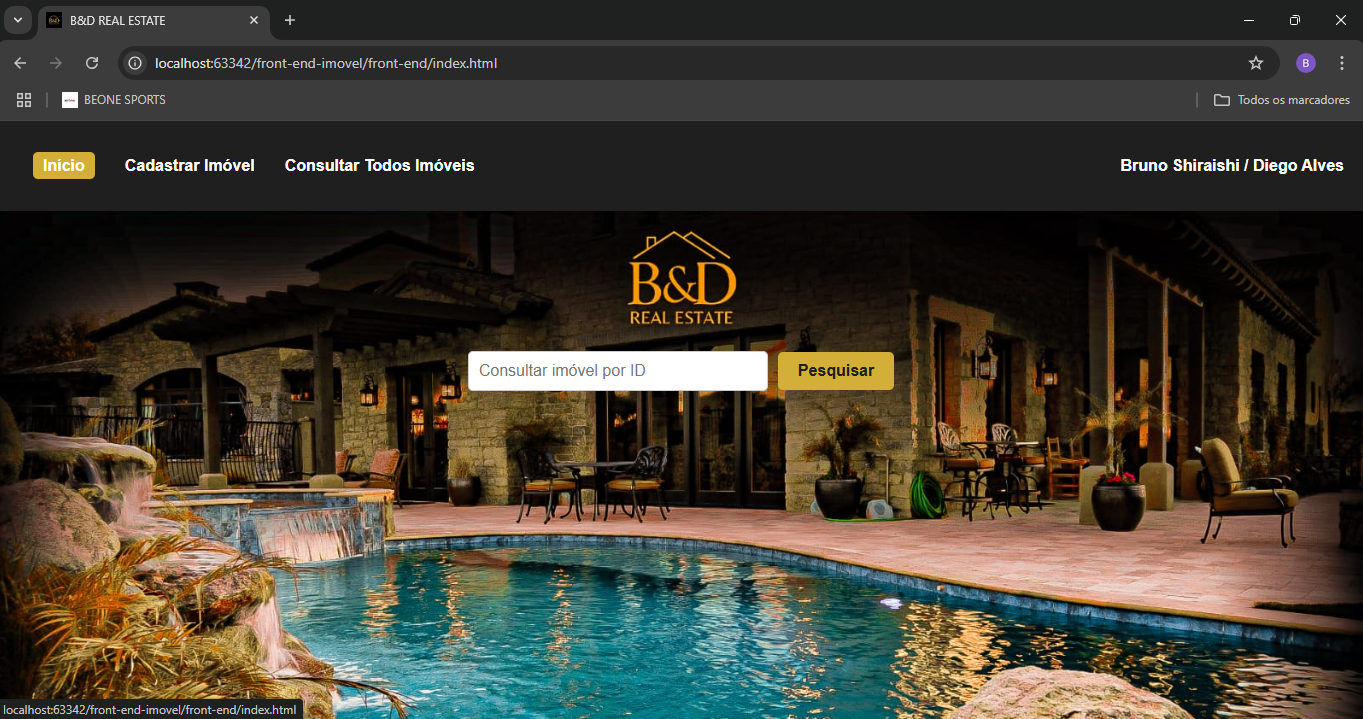 B&D REAL ESTATE
localhost:63342/front-end-imovel/front-end/index.html
B
BEONE SPORTS
Todos os marcadores
Início
Cadastrar Imóvel
Consultar Todos Imóveis
Bruno Shiraishi / Diego Alves
B&D
REAL ESTATE
Consultar imóvel por ID
Pesquisar
localhost:63342/front-end-imovel/front-end/index.html